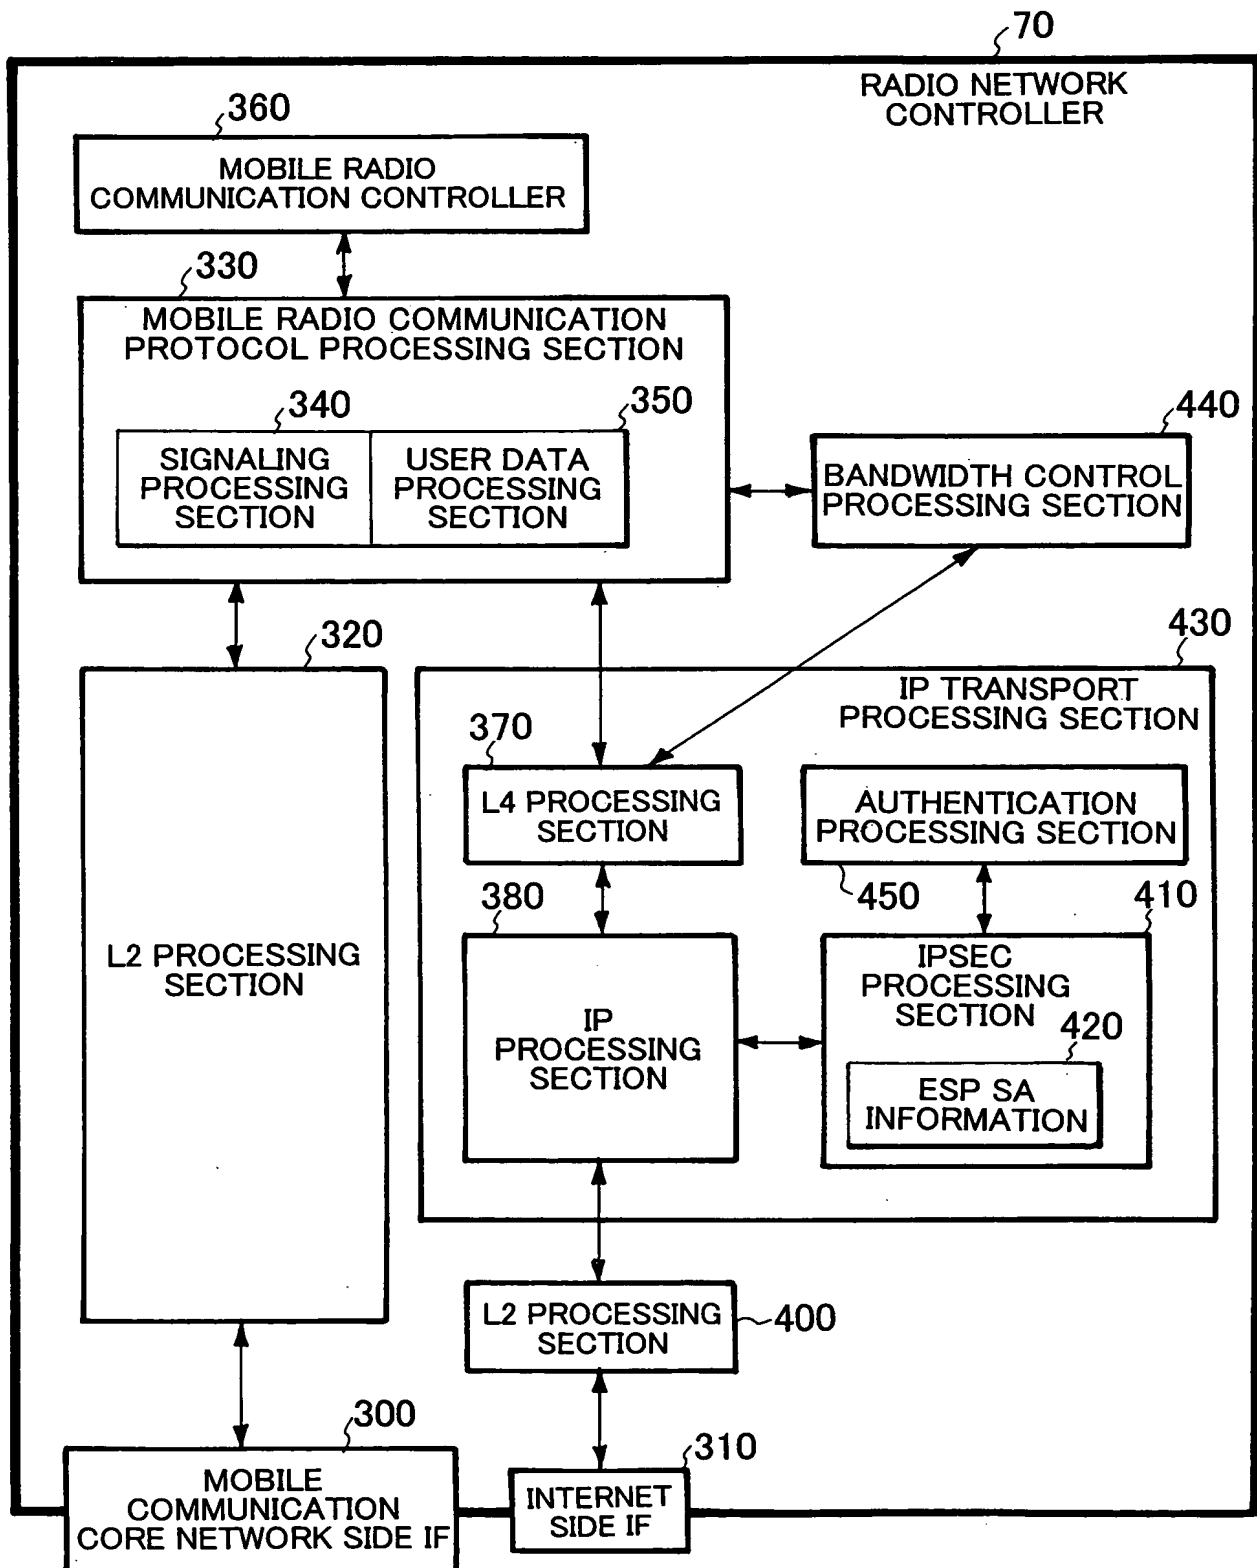 70
RADIO NETWORK
CONTROLLER
360
MOBILE RADIO
COMMUNICATION CONTROLLER
330
MOBILE RADIO COMMUNICATION
PROTOCOL PROCESSING SECTION
340
350
SIGNALING
PROCESSING
SECTION
USER DATA
PROCESSING
SECTION
440
BANDWIDTH CONTROL
PROCESSING SECTION
320
L2 PROCESSING
SECTION
430
IP TRANSPORT
PROCESSING SECTION
370
L4 PROCESSING
SECTION
AUTHENTICATION
PROCESSING SECTION
450
380
IP
PROCESSING
SECTION
410
IPSEC
PROCESSING
SECTION
420
ESP SA
INFORMATION
L2 PROCESSING
SECTION
400
300
MOBILE
COMMUNICATION
CORE NETWORK SIDE IF
310
INTERNET
SIDE IF